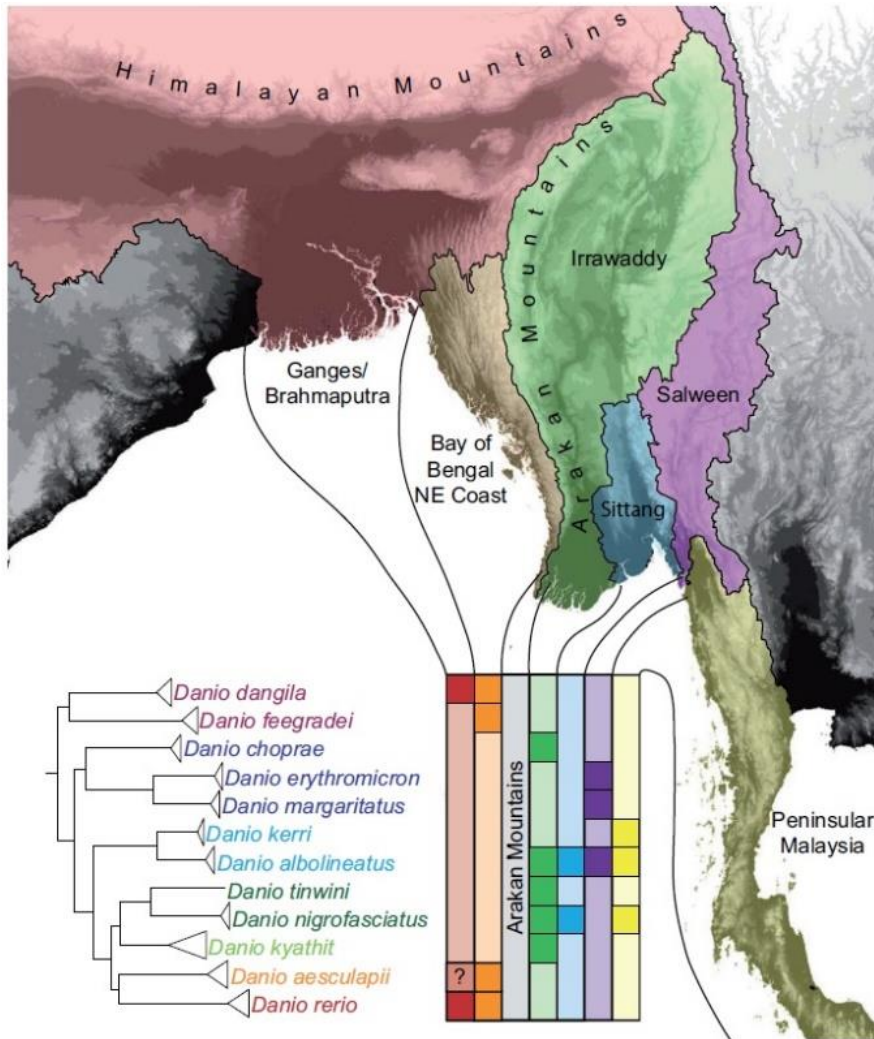 Himalayan Mountains
Arakan Mountains
Irrawaddy
Ganges/
Brahmaputra
Salween
Bay of
Bengal
NE Coast
Sittang
Danio dangila
Danio feegradei
Danio choprae
Danio erythromicron
Danio margaritatus
Danio kerri
Danio albolineatus
Danio tinwini
Danio nigrofasciatus
Danio kyathit
Danio aesculapii
Danio rerio
?
Arakan Mountains
Peninsular
Malaysia